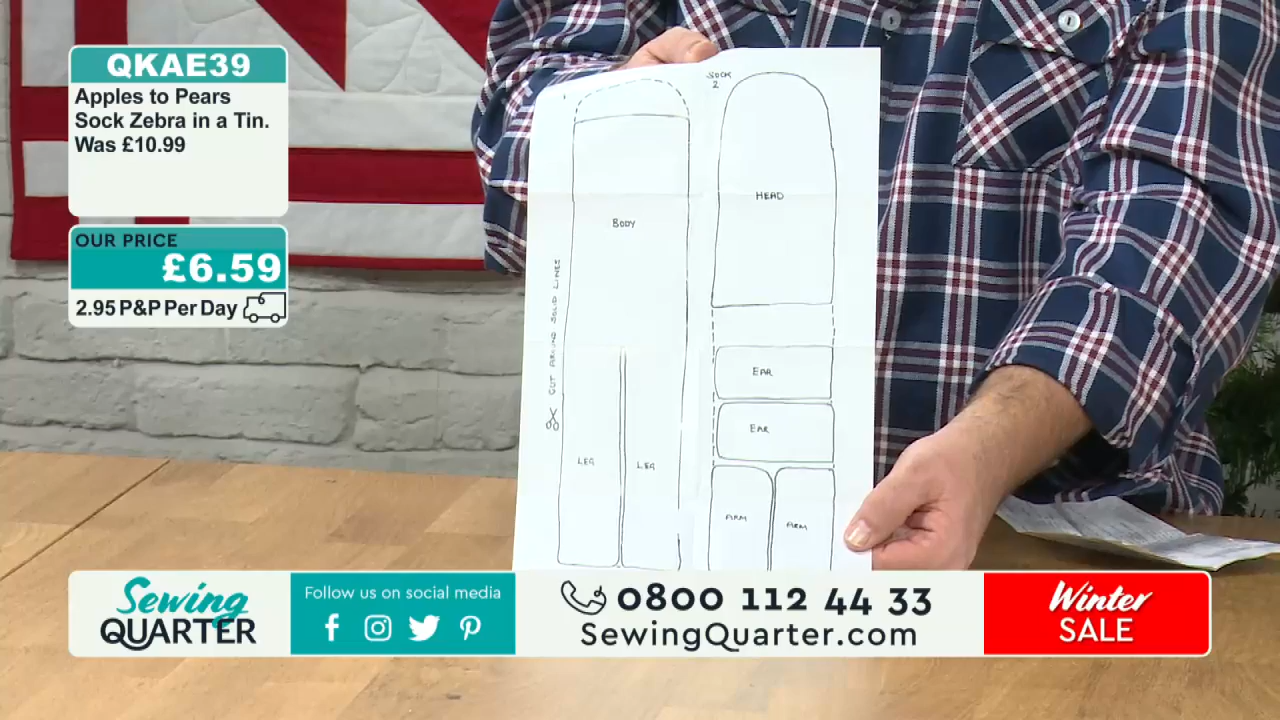 QKAE39
Apples to Pears
Sock Zebra in a Tin.
Was £10.99
OUR PRICE
£6.59
2.95 P&P Per Day
SOCK
2
HEAD
BODY
CUT AROUND SOLID LINES
EAR
EAR
LEG
LEG
ARM
ARM
Sewing
QUARTER
Follow us on social media
0800 112 44 33
SewingQuarter.com
Winter
SALE